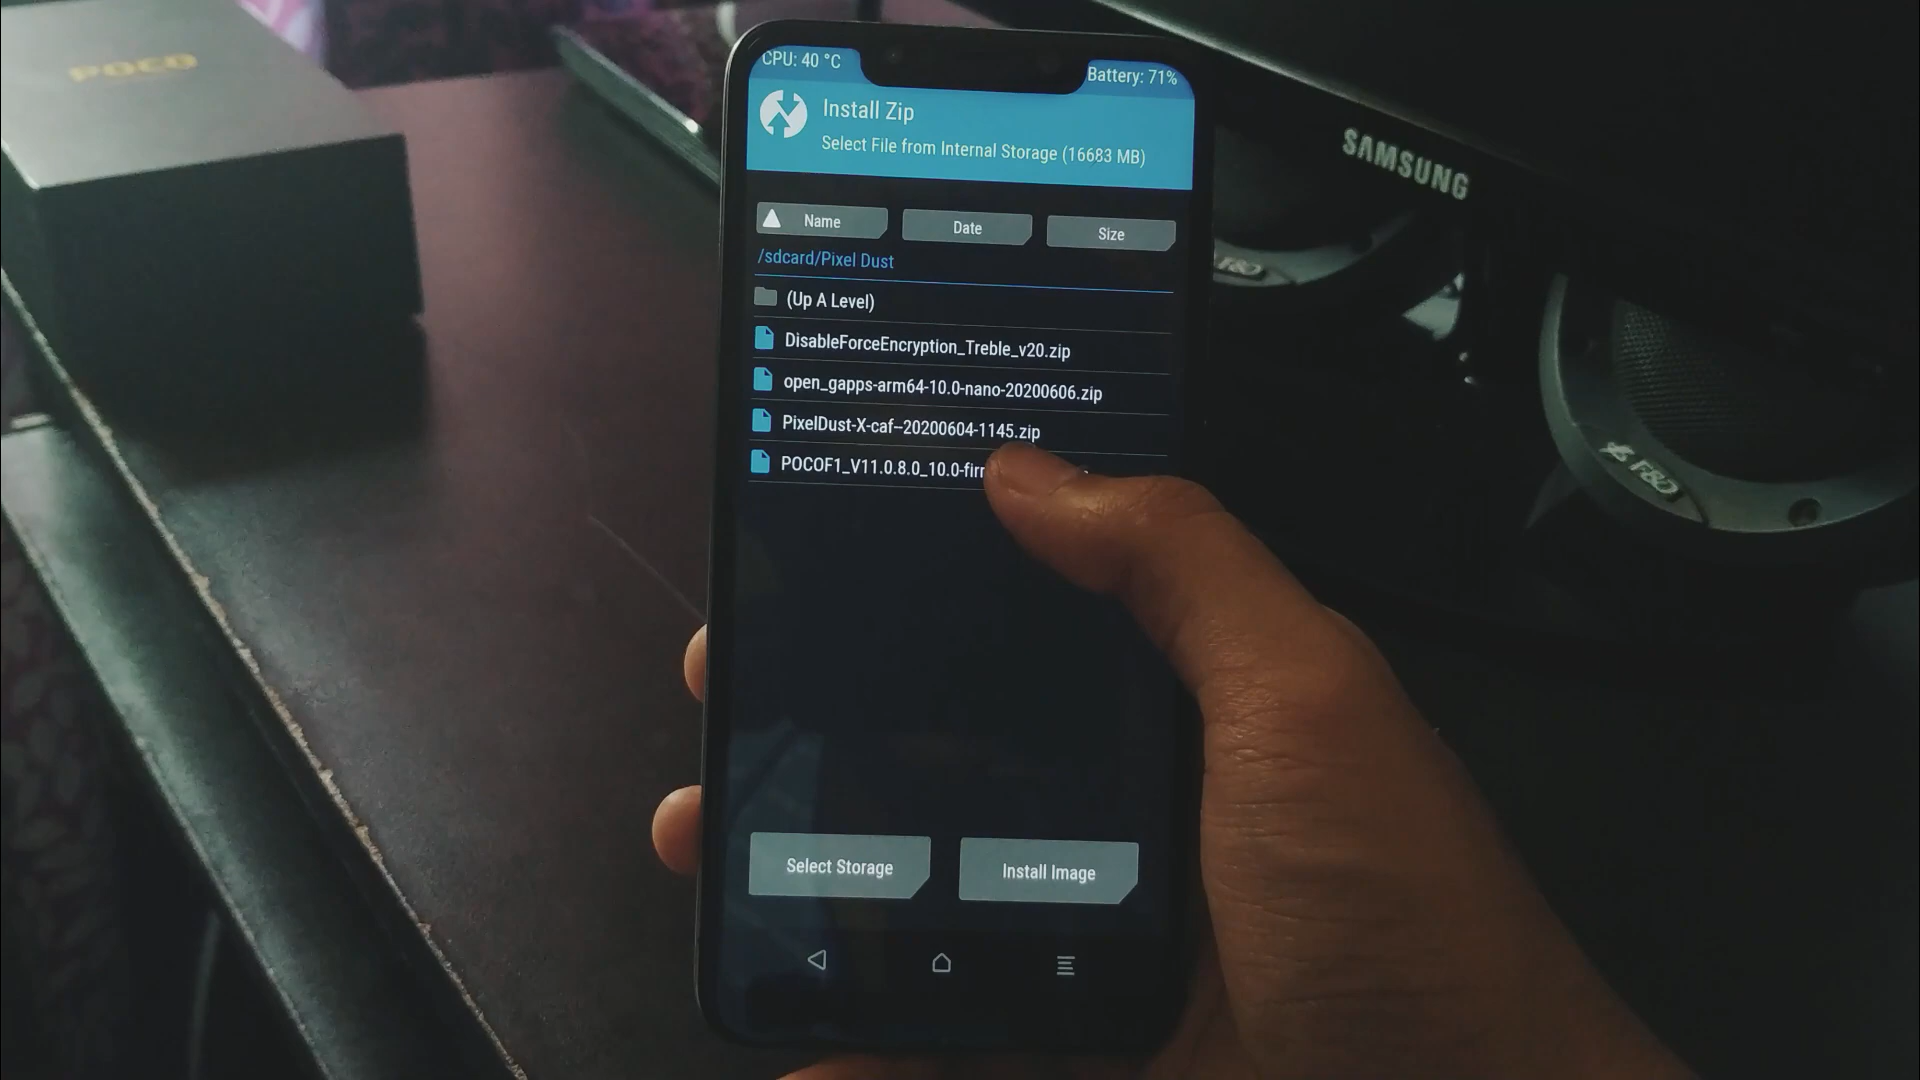 POCO
CPU: 40 °C
Battery: 71%
Install Zip
Select File from Internal Storage (16683 MB)
Name
Date
Size
/sdcard/Pixel Dust
(Up A Level)
DisableForceEncryption_Treble_v20.zip
open_gapps-arm64-10.0-nano-20200606.zip
PixelDust-X-caf--20200604-1145.zip
POCOF1_V11.0.8.0_10.0-firm
Select Storage
Install Image
SAMSUNG
F&D
F&D